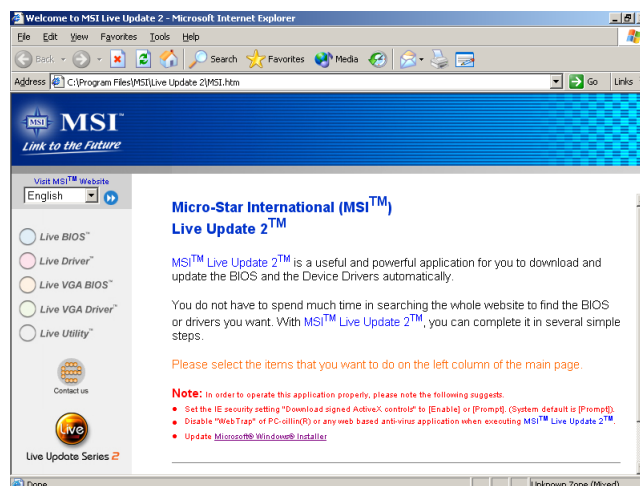 Welcome to MSI Live Update 2 - Microsoft Internet Explorer
File Edit View Favorites Tools Help
Back Search Favorites Media
Address C:\Program Files\MSI\Live Update 2\MSI.htm Go Links
MSI MSI™
Link to the Future
Visit MSI™ Website
English
Live BIOS™
Live Driver™
Live VGA BIOS™
Live VGA Driver™
Live Utility™
Contact us
Live
Live Update Series 2
Micro-Star International (MSI™)
Live Update 2™
MSI™ Live Update 2™ is a useful and powerful application for you to download and
update the BIOS and the Device Drivers automatically.
You do not have to spend much time in searching the whole website to find the BIOS
or drivers you want. With MSI™ Live Update 2™, you can complete it in several simple
steps.
Please select the items that you want to do on the left column of the main page.
Note: In order to operate this application properly, please note the following suggests.
Set the IE security setting "Download signed ActiveX controls" to [Enable] or [Prompt]. (System default is [Prompt]).
Disable "WebTrap" of PC-cillin(R) or any web based anti-virus application when executing MSI™ Live Update 2™.
Update Microsoft® Windows® Installer
Done Unknown Zone (Mixed)